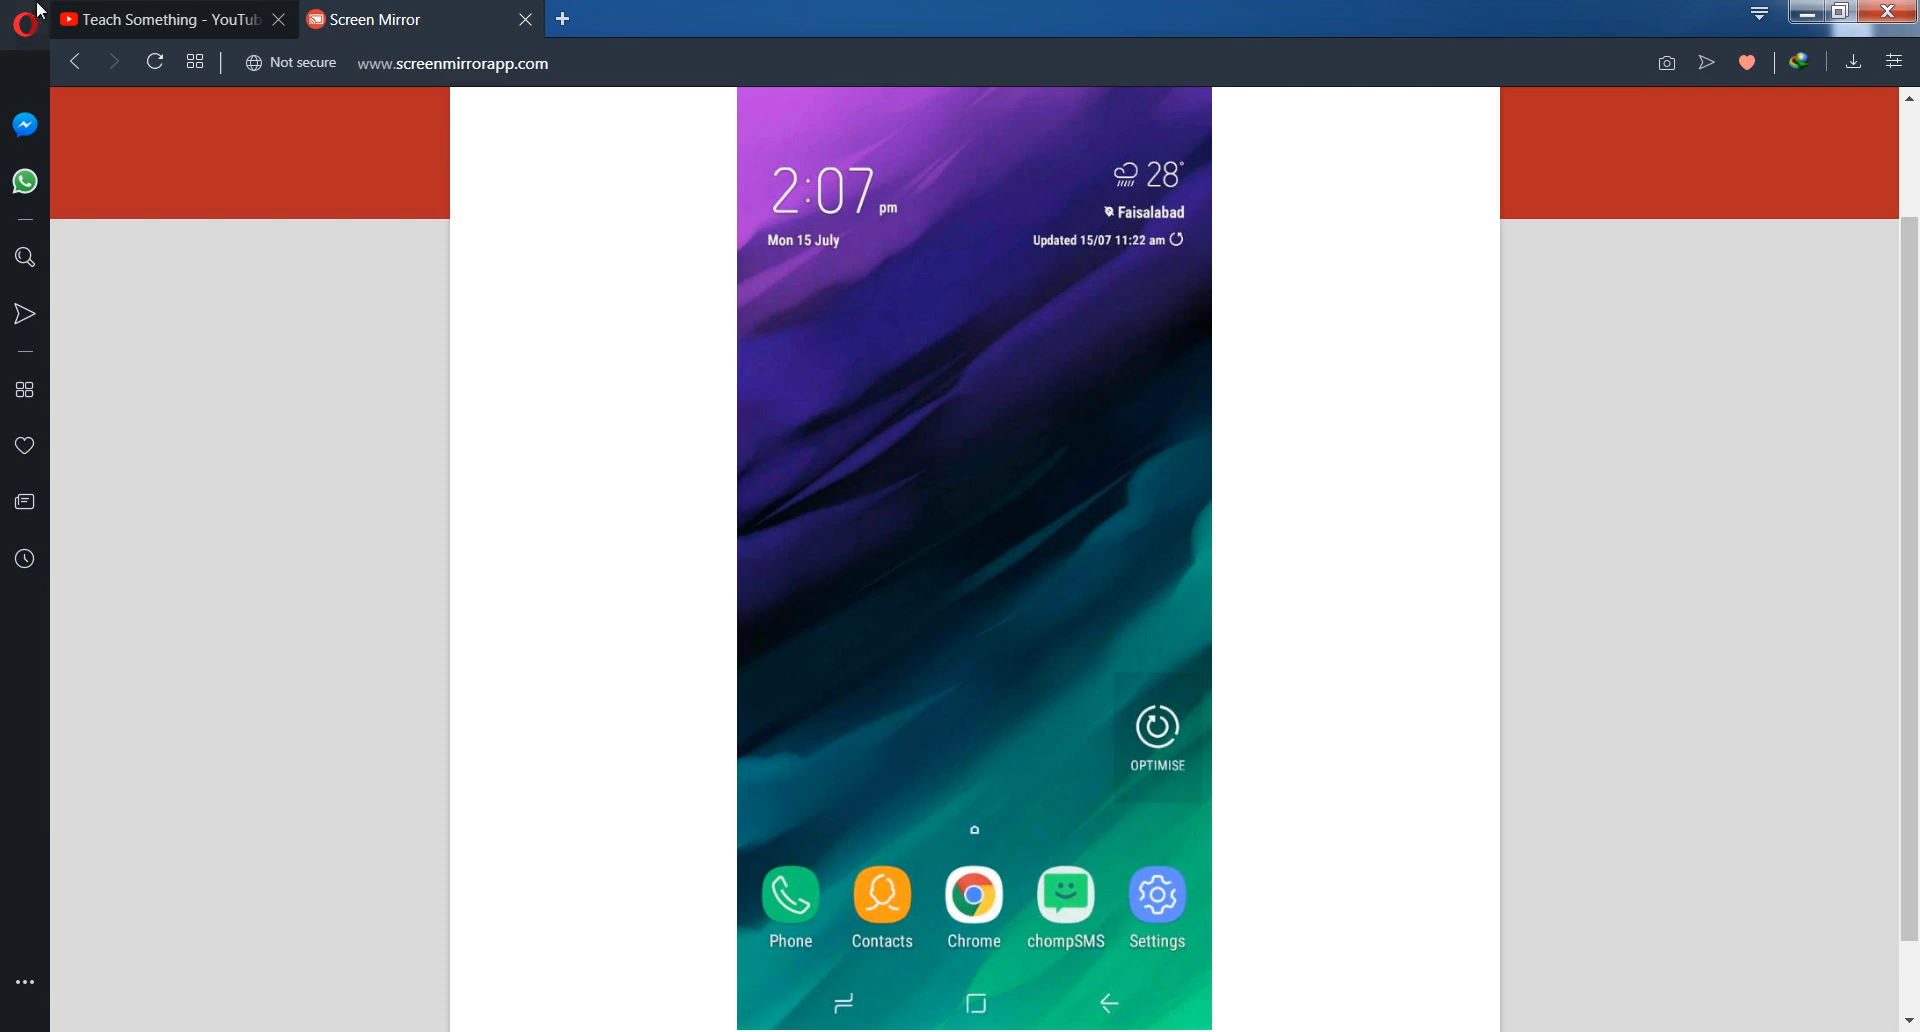 Teach Something - YouTub
Screen Mirror
Not secure
www.screenmirrorapp.com
2:07 pm
28°
Faisalabad
Mon 15 July
Updated 15/07 11:22 am
OPTIMISE
Phone
Contacts
Chrome
chompSMS
Settings